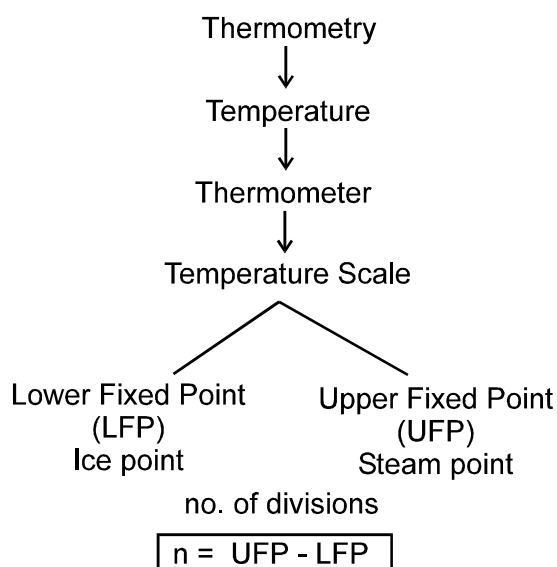 Thermometry
Temperature
Thermometer
Temperature Scale
Lower Fixed Point
(LFP)
Ice point
Upper Fixed Point
(UFP)
Steam point
no. of divisions
n = UFP - LFP